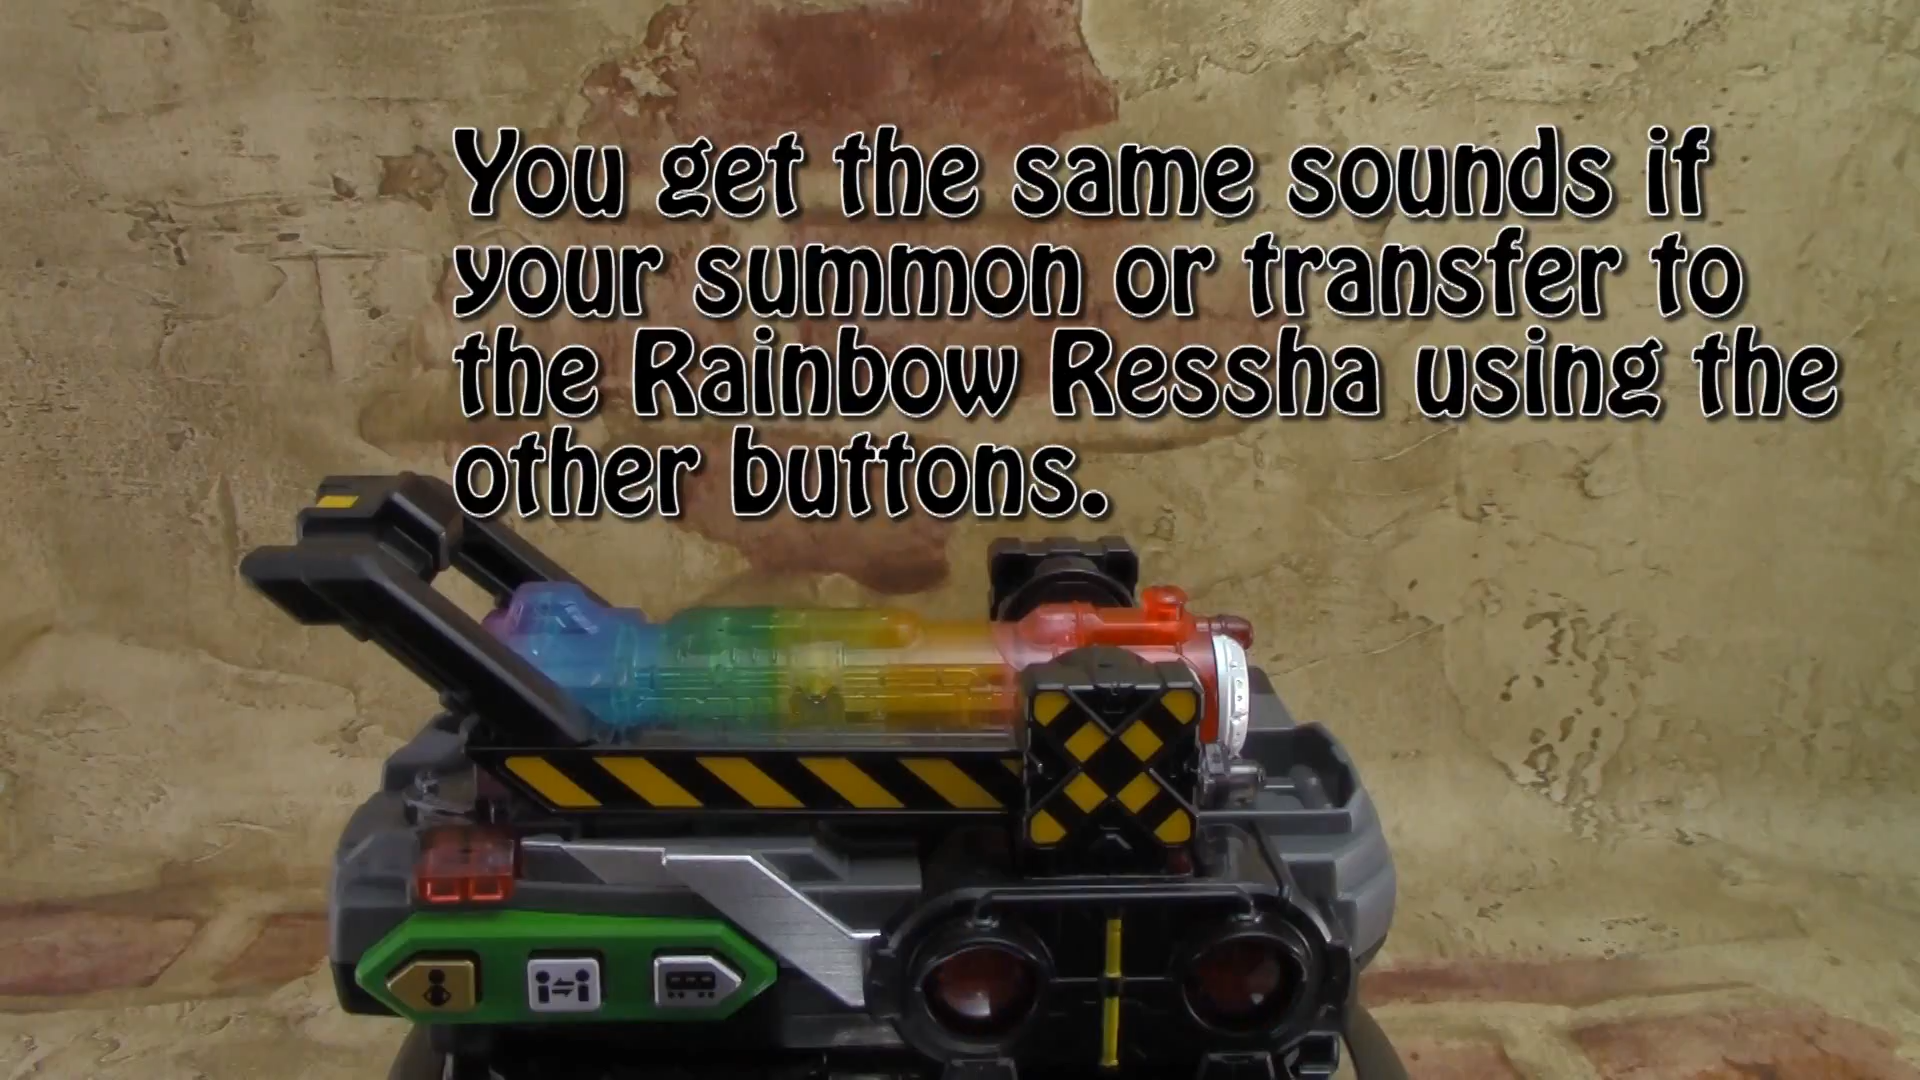 You get the same sounds if
your summon or transfer to
the Rainbow Ressha using the
other buttons.